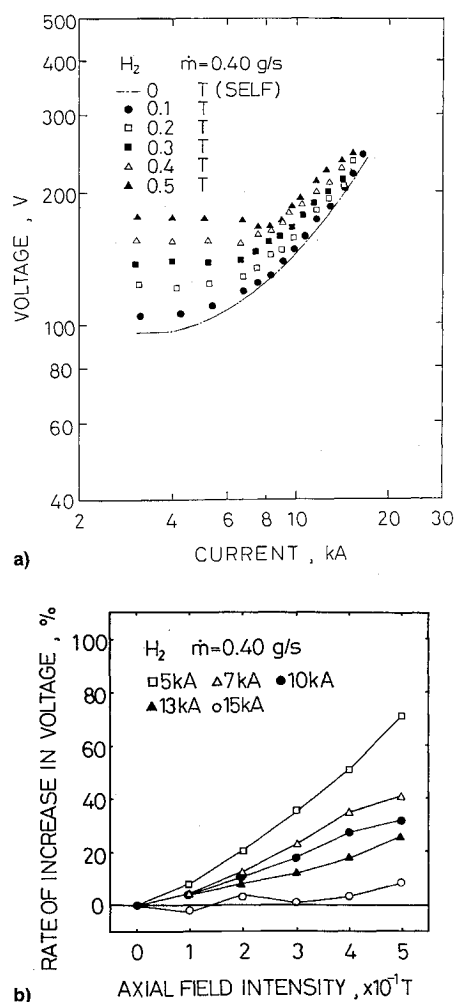 500
400
300
200
100
80
60
40
VOLTAGE , V
H₂ ṁ=0.40 g/s
0 T (SELF)
0.1 T
0.2 T
0.3 T
0.4 T
0.5 T
2 4 6 8 10 20 30
CURRENT , kA
a)
100
80
60
40
20
0
RATE OF INCREASE IN VOLTAGE , %
H₂ ṁ=0.40 g/s
5kA 7kA 10kA
13kA 15kA
0 1 2 3 4 5
AXIAL FIELD INTENSITY , x10⁻¹T
b)